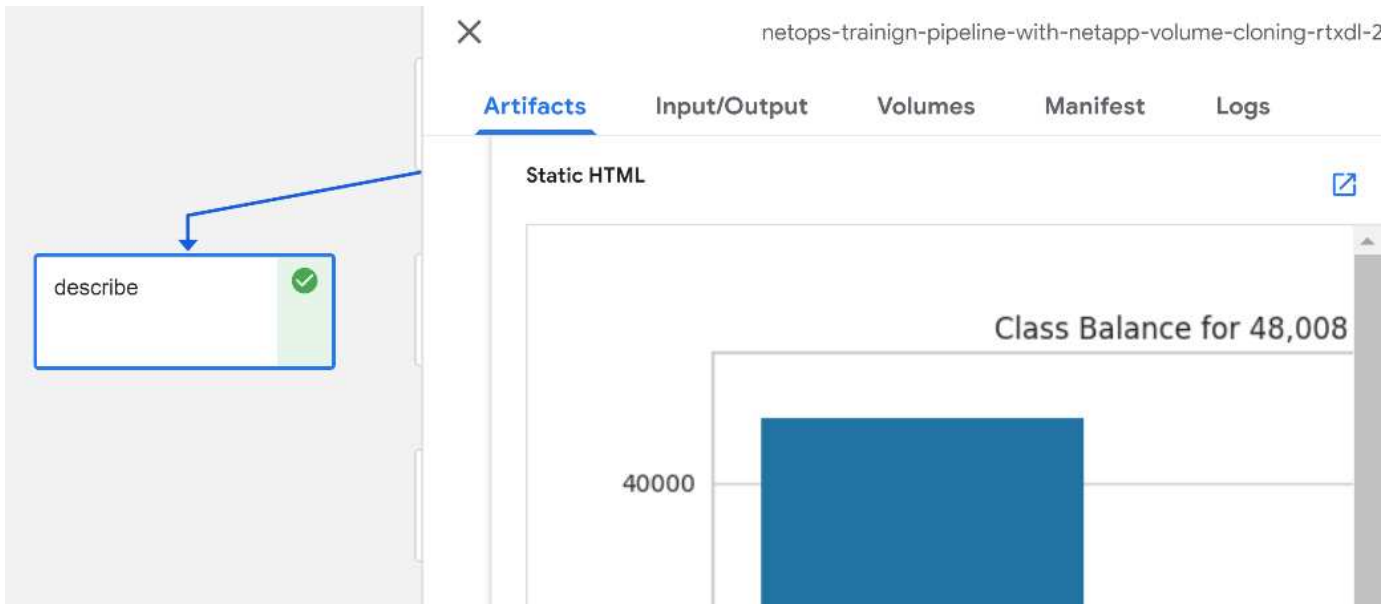 netops-trainign-pipeline-with-netapp-volume-cloning-rtxdl-2
Artifacts Input/Output Volumes Manifest Logs
Static HTML
describe
Class Balance for 48,008
40000